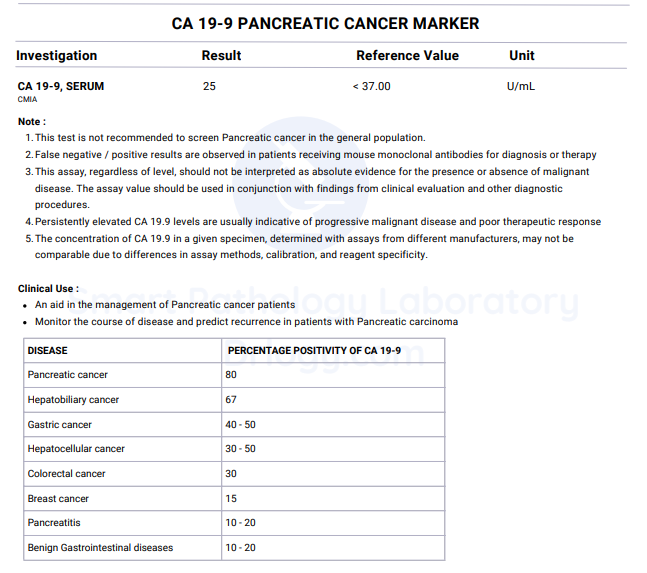 CA 19-9 PANCREATIC CANCER MARKER
Investigation Result Reference Value Unit
CA 19-9, SERUM 25 < 37.00 U/mL
CMIA
Note :
1. This test is not recommended to screen Pancreatic cancer in the general population.
2. False negative / positive results are observed in patients receiving mouse monoclonal antibodies for diagnosis or therapy
3. This assay, regardless of level, should not be interpreted as absolute evidence for the presence or absence of malignant
disease. The assay value should be used in conjunction with findings from clinical evaluation and other diagnostic
procedures.
4. Persistently elevated CA 19.9 levels are usually indicative of progressive malignant disease and poor therapeutic response
5. The concentration of CA 19.9 in a given specimen, determined with assays from different manufacturers, may not be
comparable due to differences in assay methods, calibration, and reagent specificity.
Clinical Use :
• An aid in the management of Pancreatic cancer patients
Smart Pathology Laboratory
• Monitor the course of disease and predict recurrence in patients with Pancreatic carcinoma
DISEASE PERCENTAGE POSITIVITY OF CA 19-9
Pancreatic cancer 80
Hepatobiliary cancer 67
Gastric cancer 40 - 50
Hepatocellular cancer 30 - 50
Colorectal cancer 30
Breast cancer 15
Pancreatitis 10 - 20
Benign Gastrointestinal diseases 10 - 20